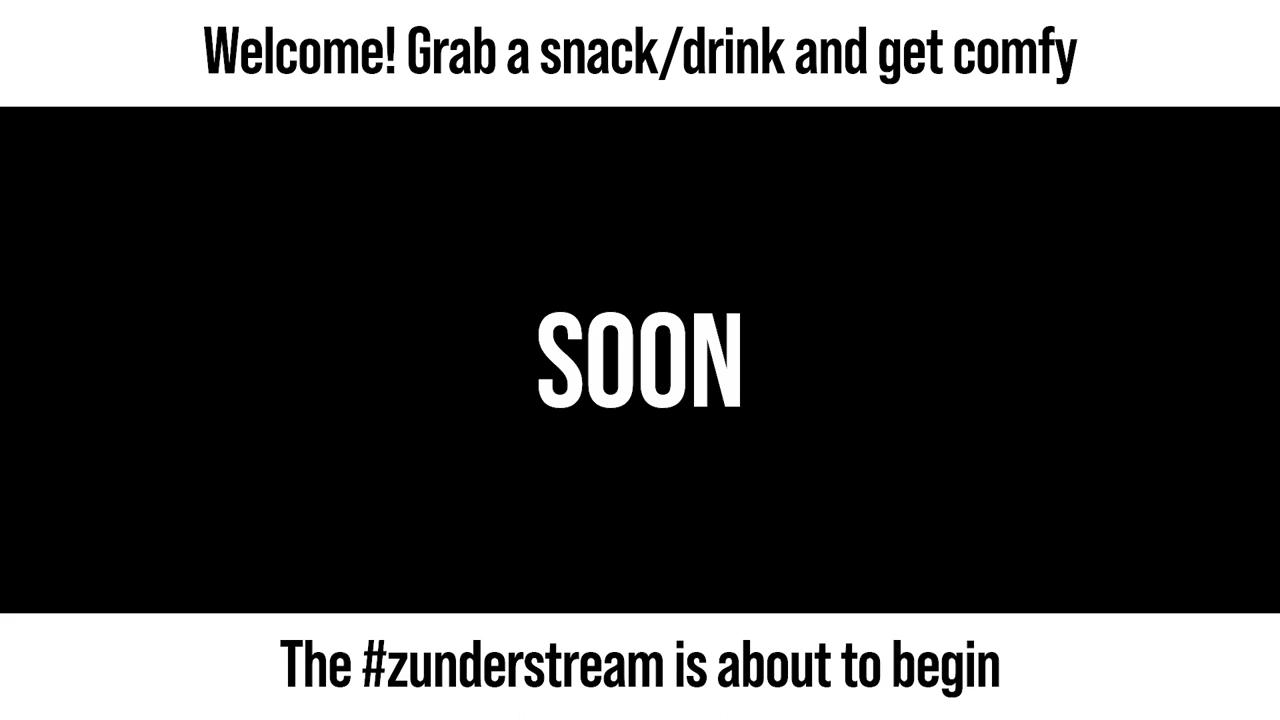 Welcome! Grab a snack/drink and get comfy
SOON
The #zunderstream is about to begin